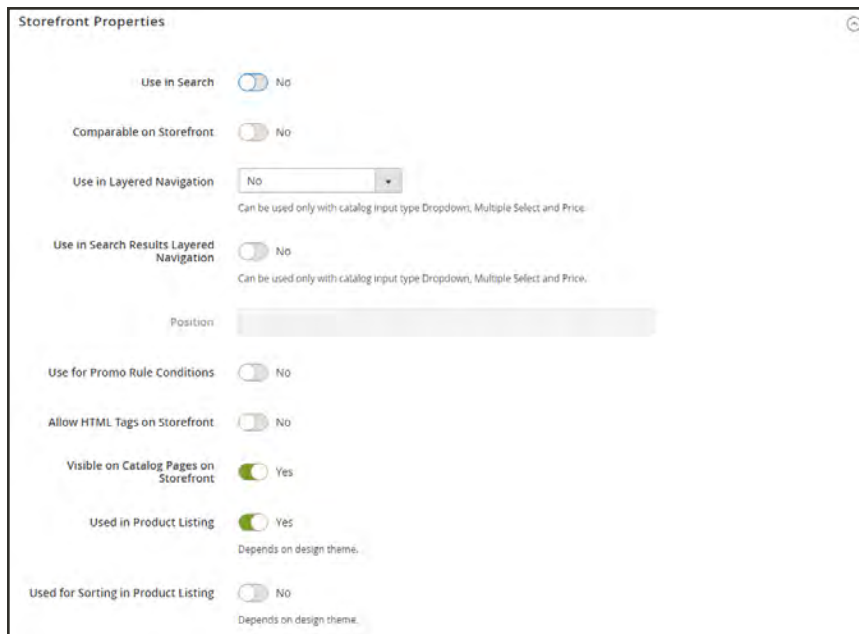 Storefront Properties
Use in Search
No
Comparable on Storefront
No
Use in Layered Navigation
No
Can be used only with catalog input type Dropdown, Multiple Select and Price.
Use in Search Results Layered
Navigation
No
Can be used only with catalog input type Dropdown, Multiple Select and Price.
Position
Use for Promo Rule Conditions
No
Allow HTML Tags on Storefront
No
Visible on Catalog Pages on
Storefront
Yes
Used in Product Listing
Yes
Depends on design theme.
Used for Sorting in Product Listing
No
Depends on design theme.